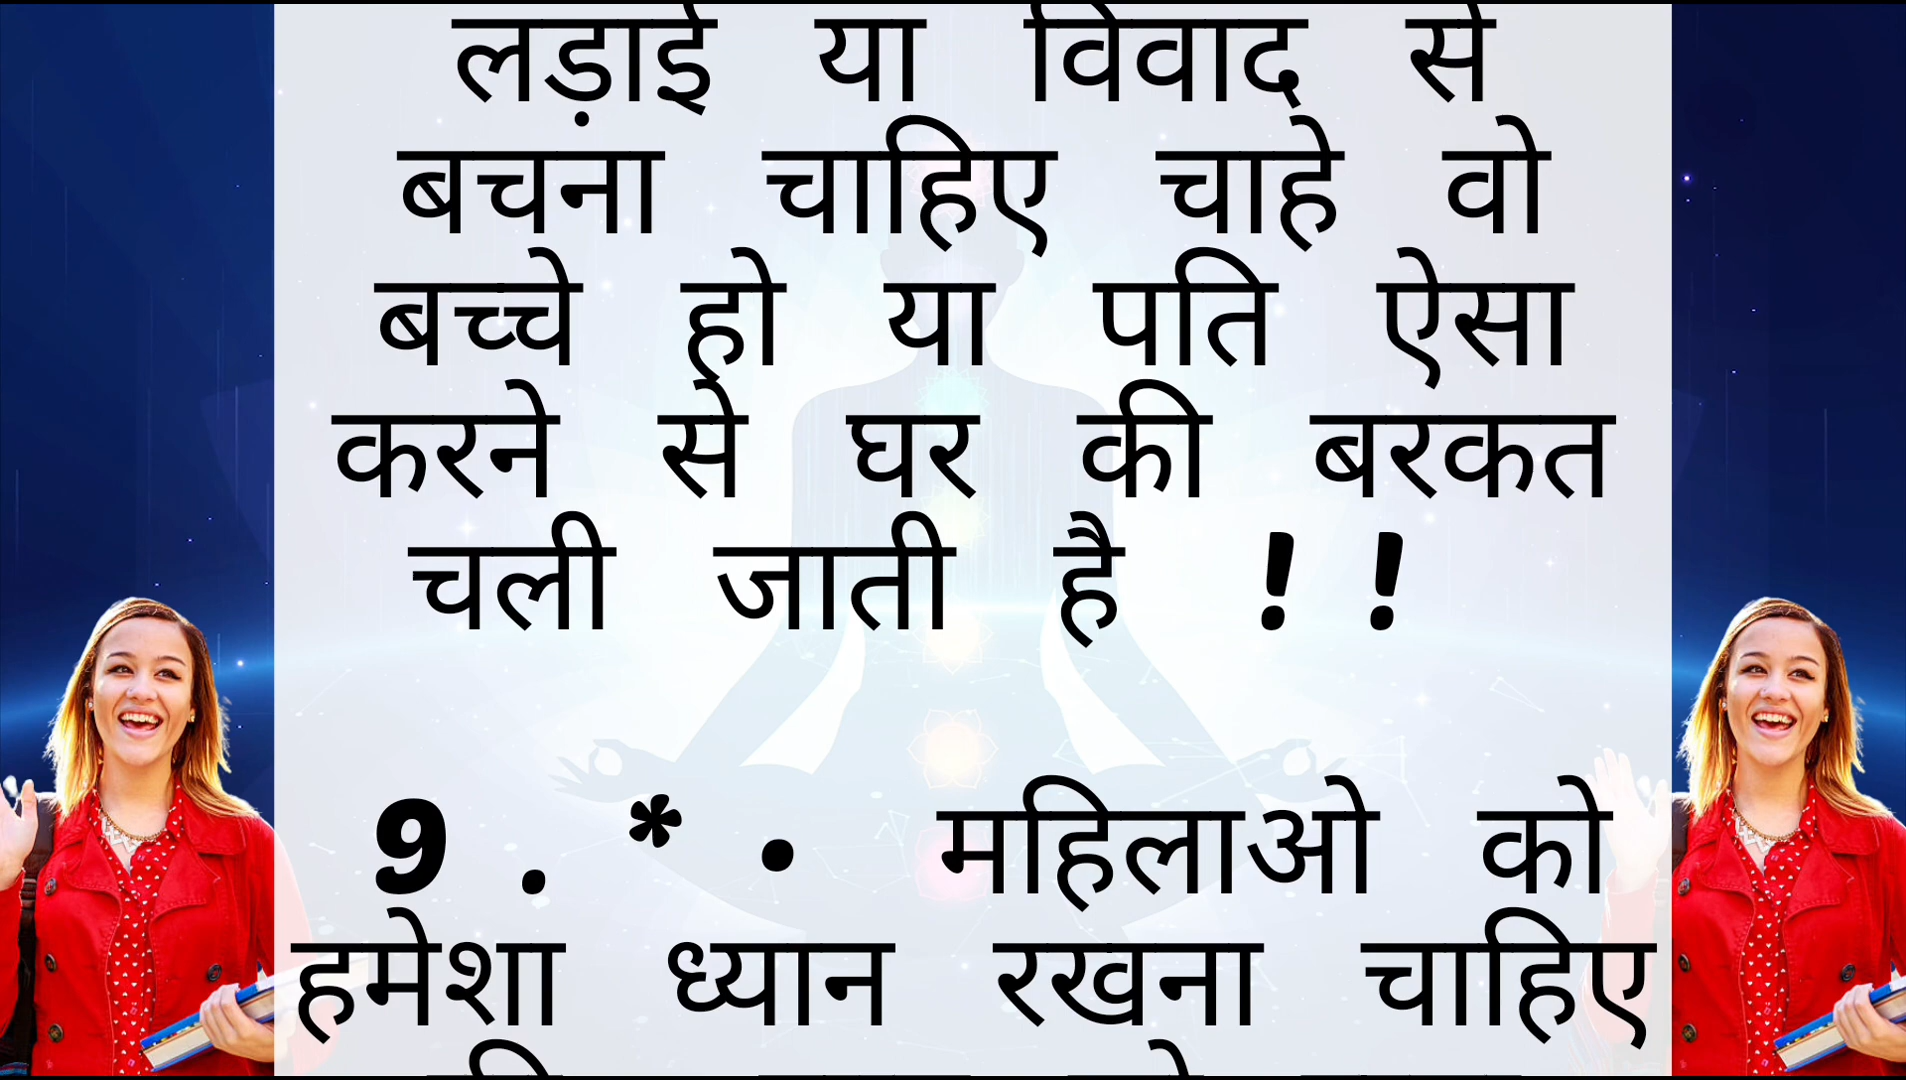 लड़ाई या विवाद से
बचना चाहिए चाहे वो
बच्चे हो या पति ऐसा
करने से घर की बरकत
चली जाती है !!
9 . * • महिलाओ को
हमेशा ध्यान रखना चाहिए